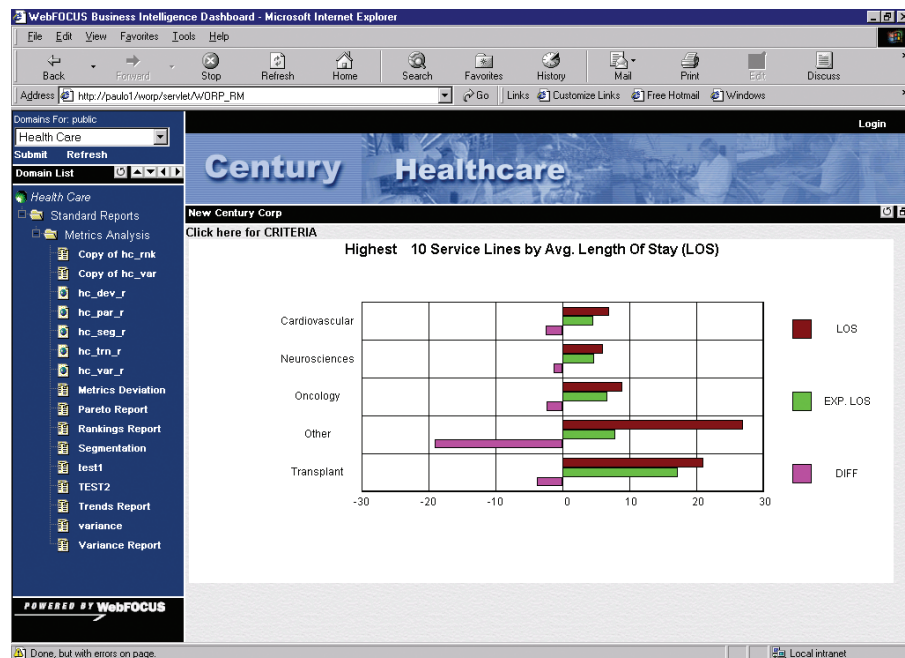 WebFOCUS Business Intelligence Dashboard - Microsoft Internet Explorer
File Edit View Favorites Tools Help
Back Forward Stop Refresh Home Search Favorites History Mail Print Edit Discuss
Address http://paulo1/worp/servlet/WORP_RM Go Links Customize Links Free Hotmail Windows
Domains For: public
Health Care
Submit Refresh
Login
Domain List
Century Healthcare
Health Care
Standard Reports
Metrics Analysis
Copy of hc_rnk
Copy of hc_var
hc_dev_r
hc_par_r
hc_seg_r
hc_trn_r
hc_var_r
Metrics Deviation
Pareto Report
Rankings Report
Segmentation
test1
TEST2
Trends Report
variance
Variance Report
POWERED BY WebFOCUS
New Century Corp
Click here for CRITERIA
Highest 10 Service Lines by Avg. Length Of Stay (LOS)
Cardiovascular
Neurosciences
Oncology
Other
Transplant
-30 -20 -10 0 10 20 30
LOS
EXP. LOS
DIFF
Done, but with errors on page. Local intranet